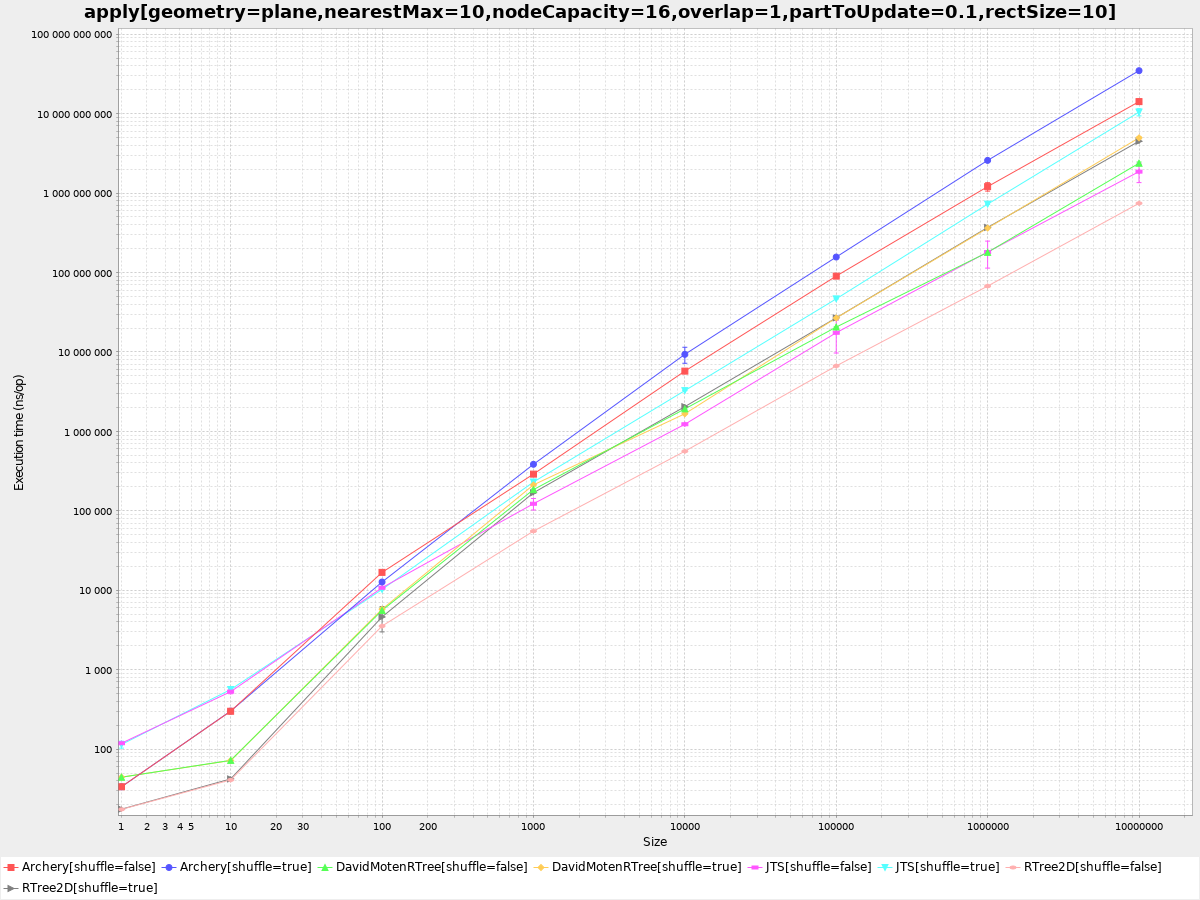 apply[geometry=plane,nearestMax=10,nodeCapacity=16,overlap=1,partToUpdate=0.1,rectSize=10]
100 000 000 000
10 000 000 000
1 000 000 000
100 000 000
10 000 000
1 000 000
100 000
10 000
1 000
100
Execution time (ns/op)
1 2 3 4 5 10 20 30 100 200 1000 10000 100000 1000000 10000000
Size
Archery[shuffle=false] Archery[shuffle=true] DavidMotenRTree[shuffle=false] DavidMotenRTree[shuffle=true] JTS[shuffle=false] JTS[shuffle=true] RTree2D[shuffle=false]
RTree2D[shuffle=true]